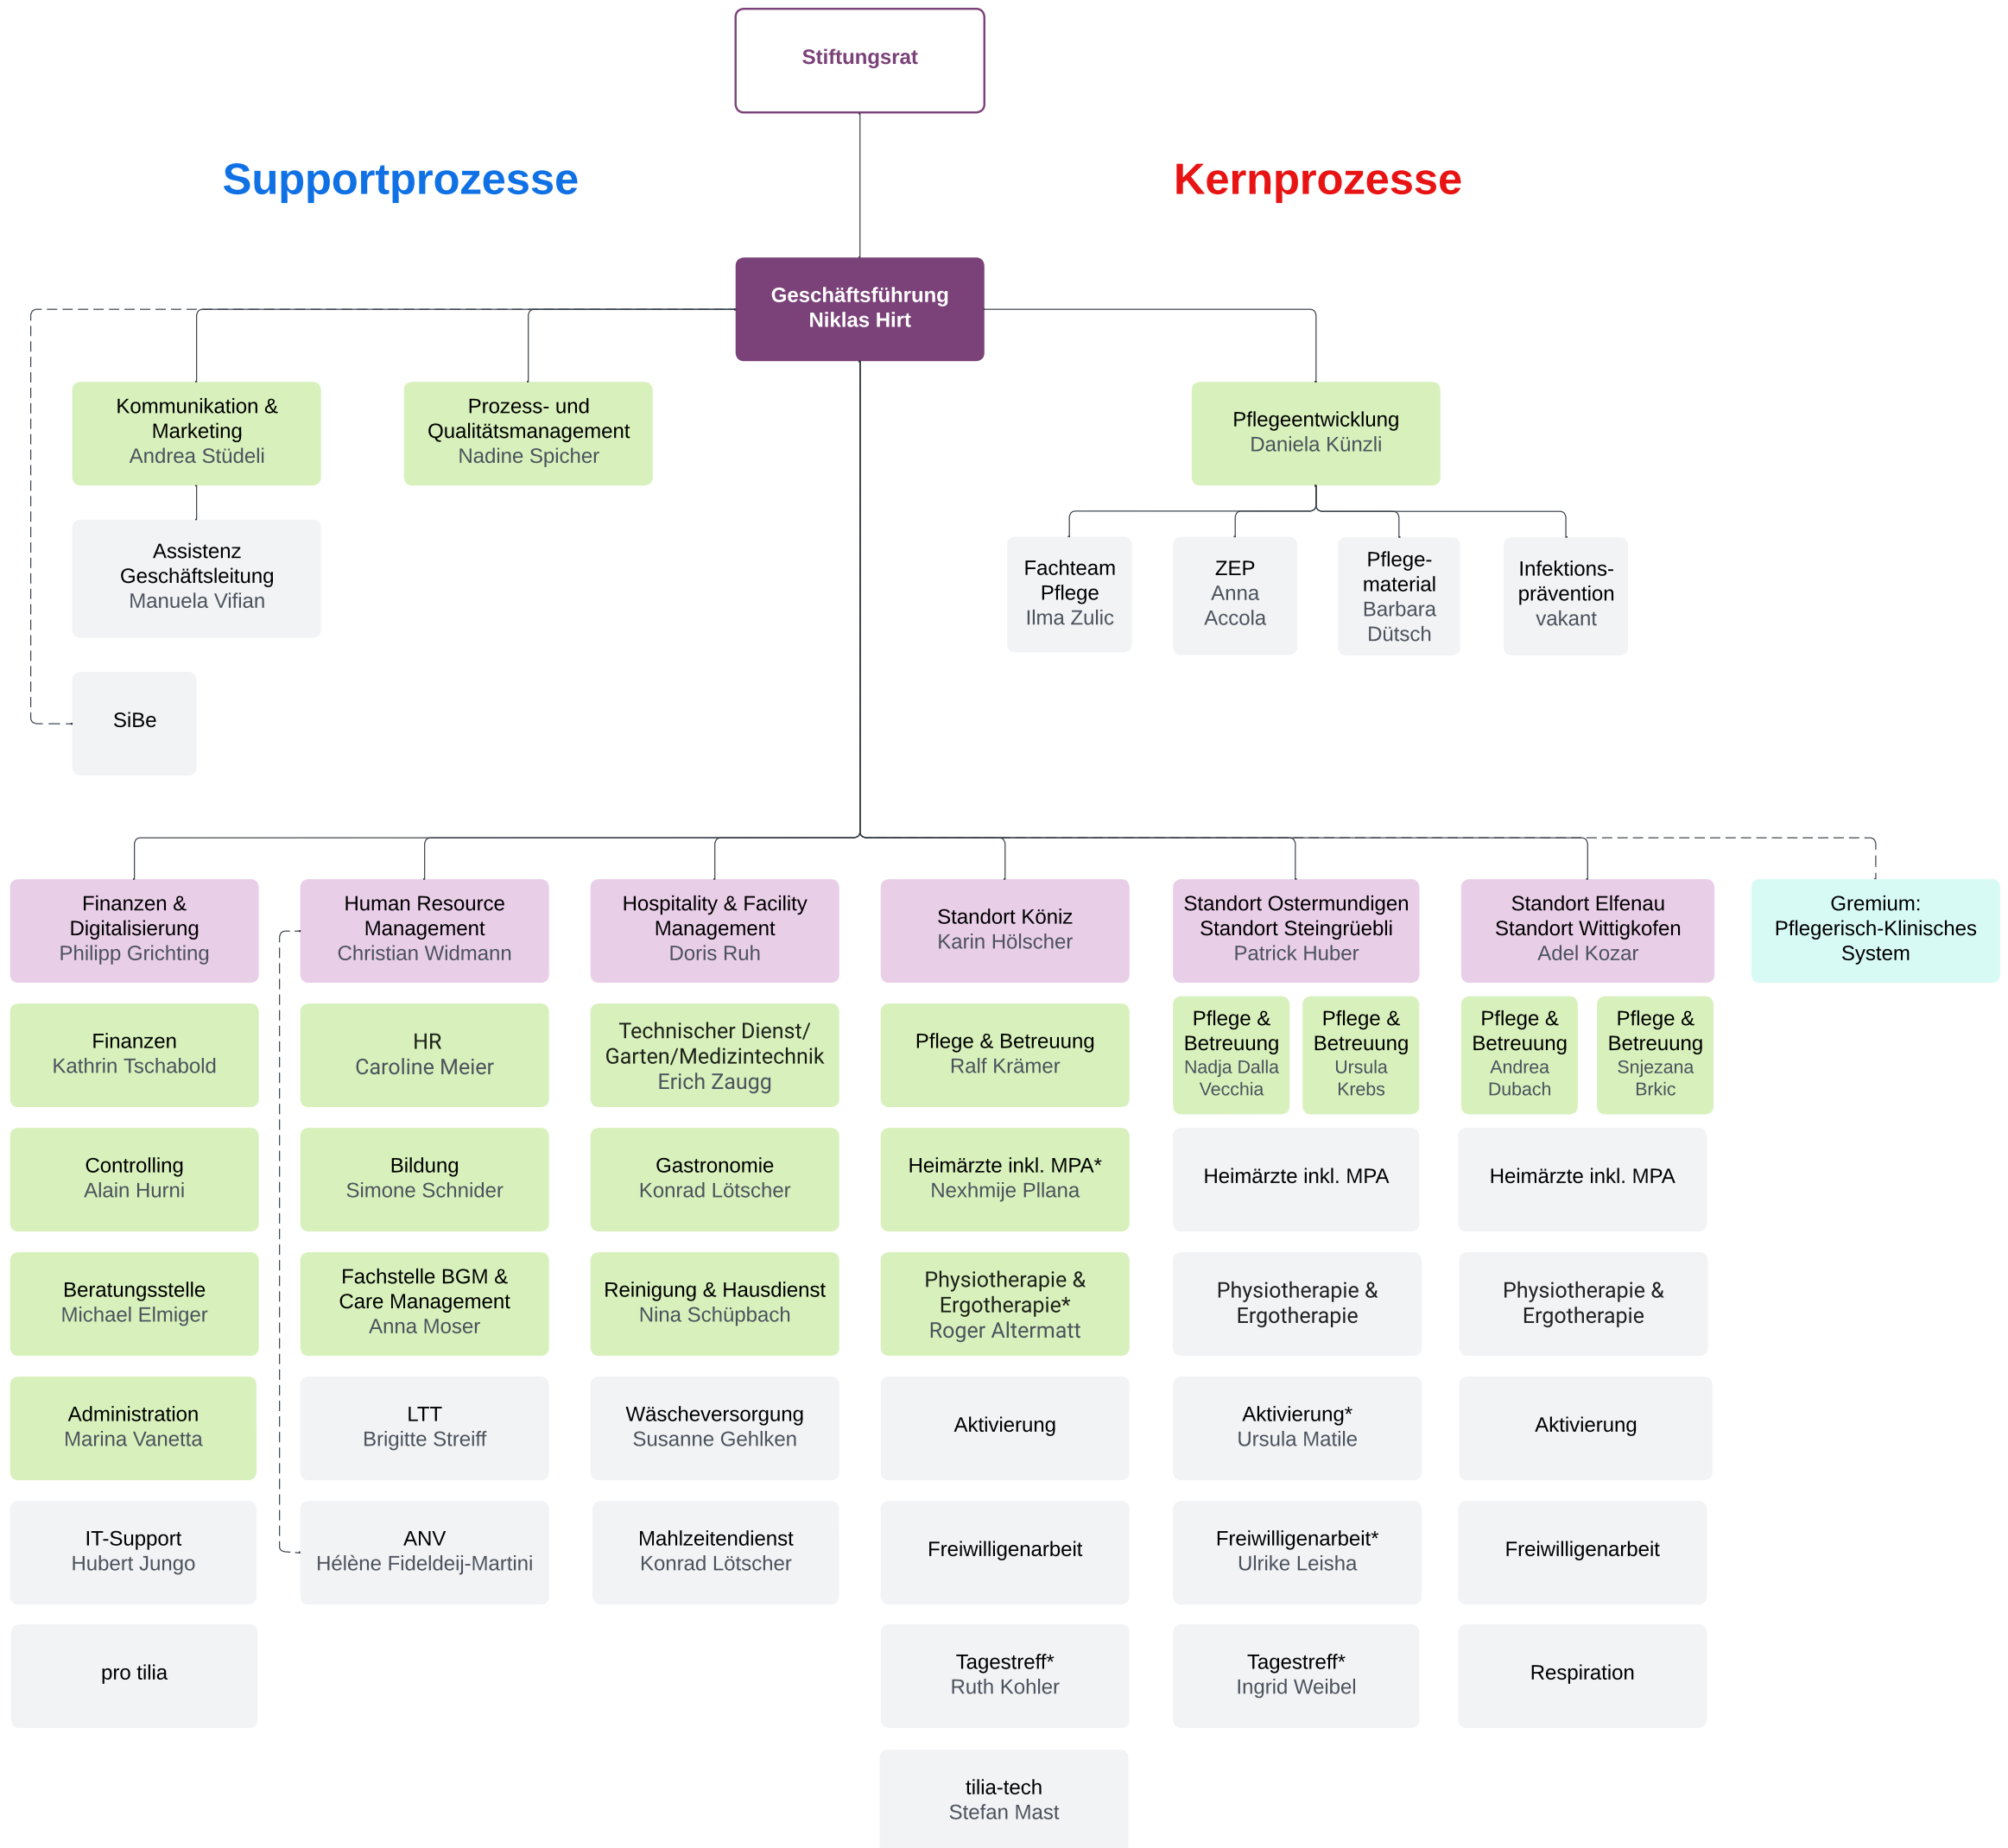 Stiftungsrat
Supportprozesse
Kernprozesse
Geschäftsführung
Niklas Hirt
Kommunikation &
Marketing
Andrea Stüdeli
Prozess- und
Qualitätsmanagement
Nadine Spicher
Pflegeentwicklung
Daniela Künzli
Assistenz
Geschäftsleitung
Manuela Vifian
Fachteam
Pflege
Ilma Zulic
ZEP
Anna
Accola
Pflege-
material
Barbara
Dütsch
Infektions-
prävention
vakant
SiBe
Finanzen &
Digitalisierung
Philipp Grichting
Human Resource
Management
Christian Widmann
Hospitality & Facility
Management
Doris Ruh
Standort Köniz
Karin Hölscher
Standort Ostermundigen
Standort Steingrüebli
Patrick Huber
Standort Elfenau
Standort Wittigkofen
Adel Kozar
Gremium:
Pflegerisch-Klinisches
System
Finanzen
Kathrin Tschabold
HR
Caroline Meier
Technischer Dienst/
Garten/Medizintechnik
Erich Zaugg
Pflege & Betreuung
Ralf Krämer
Pflege &
Betreuung
Nadja Dalla
Vecchia
Pflege &
Betreuung
Ursula
Krebs
Pflege &
Betreuung
Andrea
Dubach
Pflege &
Betreuung
Snjezana
Brkic
Controlling
Alain Hurni
Bildung
Simone Schnider
Gastronomie
Konrad Lötscher
Heimärzte inkl. MPA*
Nexhmije Pllana
Heimärzte inkl. MPA
Heimärzte inkl. MPA
Beratungsstelle
Michael Elmiger
Fachstelle BGM &
Care Management
Anna Moser
Reinigung & Hausdienst
Nina Schüpbach
Physiotherapie &
Ergotherapie*
Roger Altermatt
Physiotherapie &
Ergotherapie
Physiotherapie &
Ergotherapie
Administration
Marina Vanetta
LTT
Brigitte Streiff
Wäscheversorgung
Susanne Gehlken
Aktivierung
Aktivierung*
Ursula Matile
Aktivierung
IT-Support
Hubert Jungo
ANV
Hélène Fideldeij-Martini
Mahlzeitendienst
Konrad Lötscher
Freiwilligenarbeit
Freiwilligenarbeit*
Ulrike Leisha
Freiwilligenarbeit
pro tilia
Tagestreff*
Ruth Kohler
Tagestreff*
Ingrid Weibel
Respiration
tilia-tech
Stefan Mast